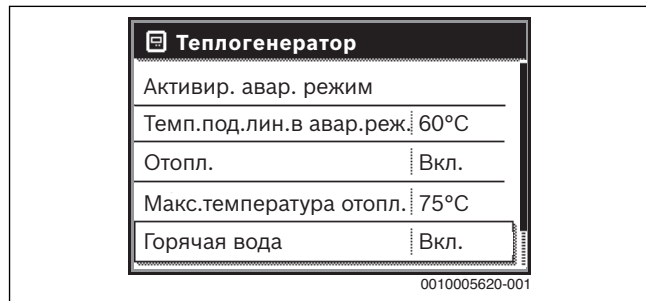 Теплогенератор
Активир. авар. режим
Темп.под.лин.в авар.реж. 60°C
Отопл. Вкл.
Макс.температура отопл. 75°C
Горячая вода Вкл.
0010005620-001